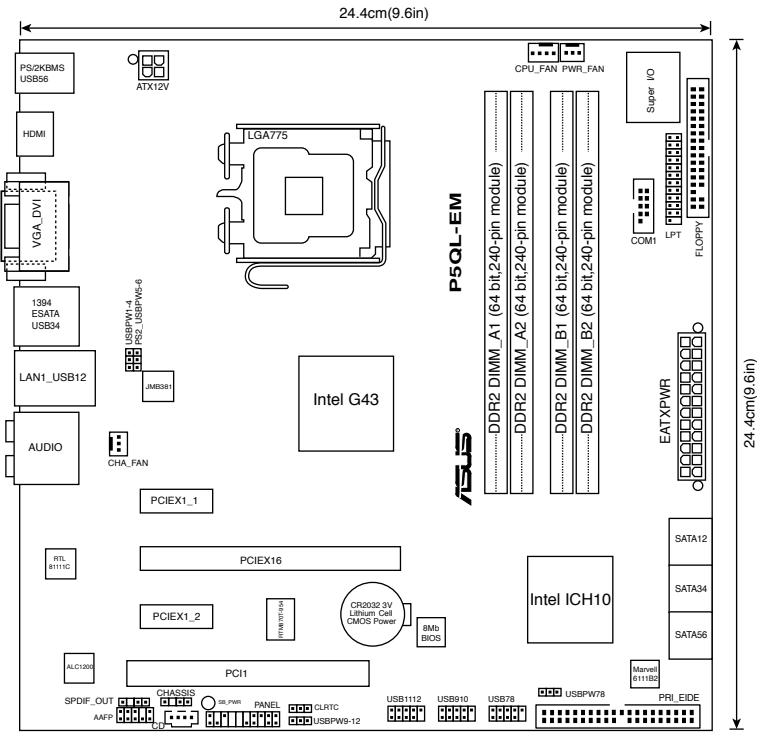 24.4cm(9.6in)
PS/2KBMS
USB56
ATX12V
CPU_FAN
PWR_FAN
Super I/O
HDMI
LGA775
VGA_DVI
P5QL-EM
DDR2 DIMM_A1 (64 bit,240-pin module)
DDR2 DIMM_A2 (64 bit,240-pin module)
DDR2 DIMM_B1 (64 bit,240-pin module)
DDR2 DIMM_B2 (64 bit,240-pin module)
COM1
LPT
FLOPPY
1394
ESATA
USB34
USBPW1-4
PS2_USBPW5-6
LAN1_USB12
JMB381
Intel G43
EATXPWR
24.4cm(9.6in)
AUDIO
CHA_FAN
ASUS
PCIEX1_1
SATA12
RTL
81111C
PCIEX16
Intel ICH10
SATA34
PCIEX1_2
RTM870T-954
CR2032 3V
Lithium Cell
CMOS Power
8Mb
BIOS
SATA56
ALC1200
PCI1
Marvell
6111B2
SPDIF_OUT
CHASSIS
SB_PWR
PANEL
CLRTC
USB1112
USB910
USB78
USBPW78
PRI_EIDE
AAFP
CD
USBPW9-12